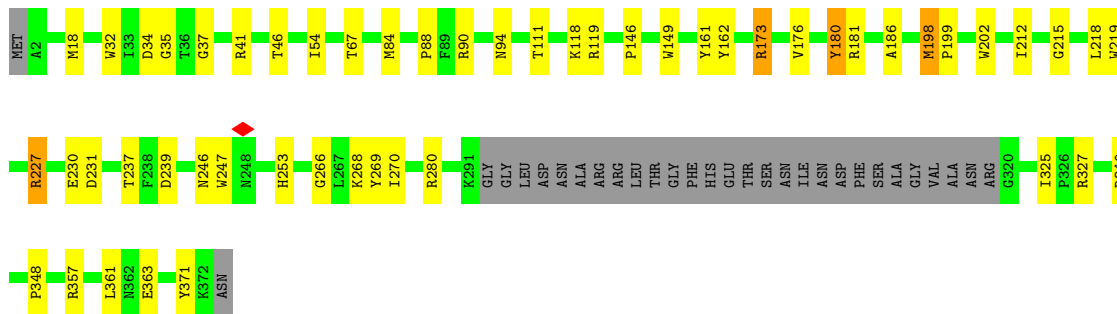 MET A2 M18 W32 I33 D34 G35 T36 G37 R41 T46 I54 T67 M84 P88 F89 R90 N94 T111 K118 R119 P146 W149 Y161 Y162 R173 V176 Y180 R181 A186 M198 P199 W202 I212 G215 L218
R227 E230 D231 T237 F238 D239 N246 W247 N248 H253 G266 L267 K268 Y269 I270 R280 K291 GLY GLY LEU ASP ASN ALA ARG ARG LEU THR GLY PHE HIS GLU THR SER ASN ILE ASN ASP PHE SER ALA GLY VAL ALA ASN ARG G320 I325 P326 R327
P348 R357 L361 N362 E363 Y371 K372 ASN